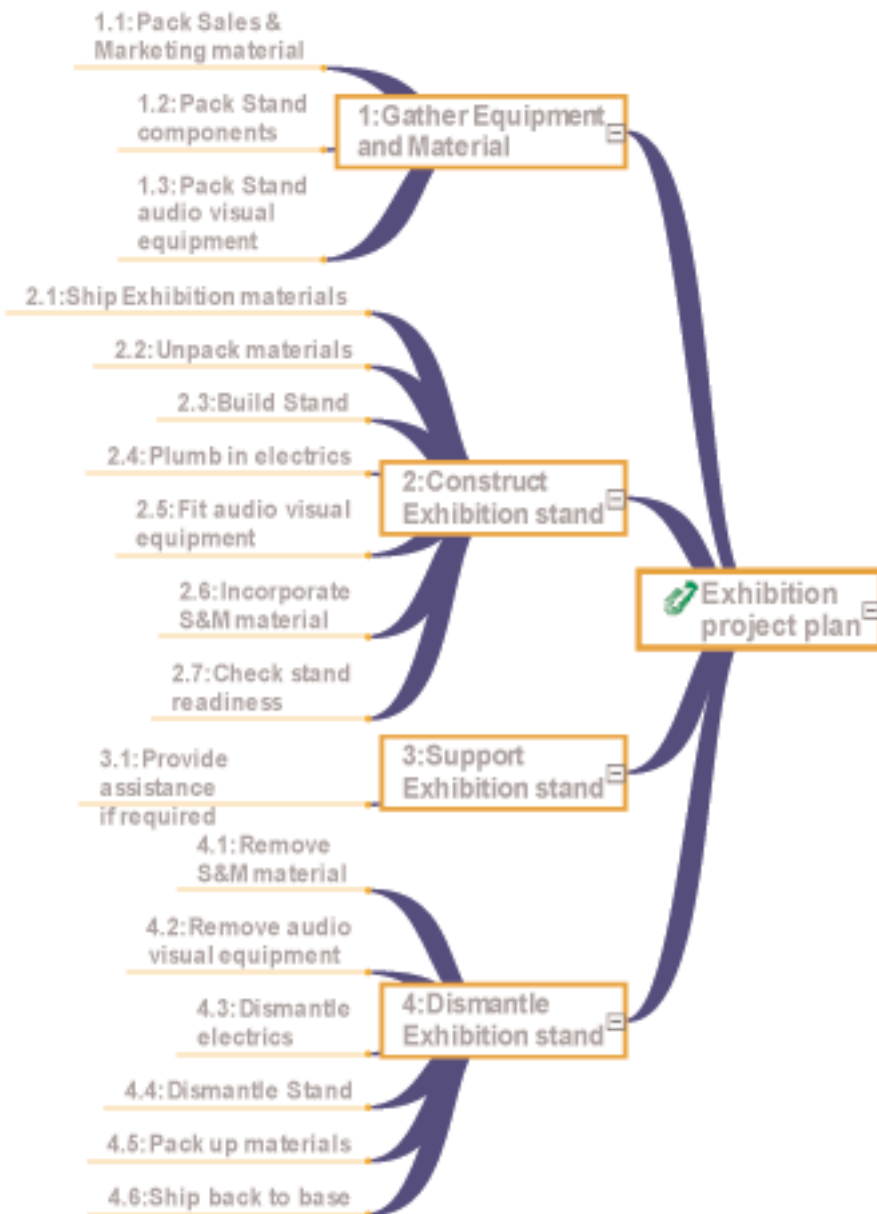 1.1:Pack Sales &
Marketing material
1.2:Pack Stand
components
1.3:Pack Stand
audio visual
equipment
1:Gather Equipment
and Material
2.1:Ship Exhibition materials
2.2:Unpack materials
2.3:Build Stand
2.4:Plumb in electrics
2.5:Fit audio visual
equipment
2.6:Incorporate
S&M material
2.7:Check stand
readiness
2:Construct
Exhibition stand
Exhibition
project plan
3.1:Provide
assistance
if required
3:Support
Exhibition stand
4.1:Remove
S&M material
4.2:Remove audio
visual equipment
4.3:Dismantle
electrics
4.4:Dismantle Stand
4.5:Pack up materials
4.6:Ship back to base
4:Dismantle
Exhibition stand